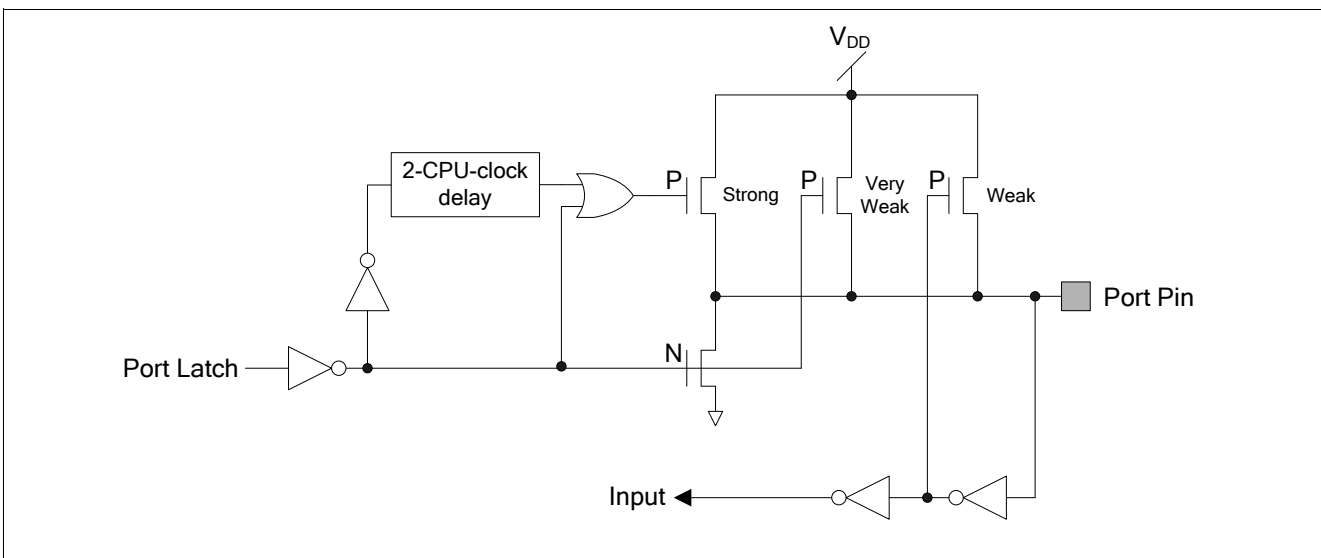 V_DD
2-CPU-clock
delay
P
Strong
P
Very
Weak
P
Weak
Port Pin
N
Port Latch
Input